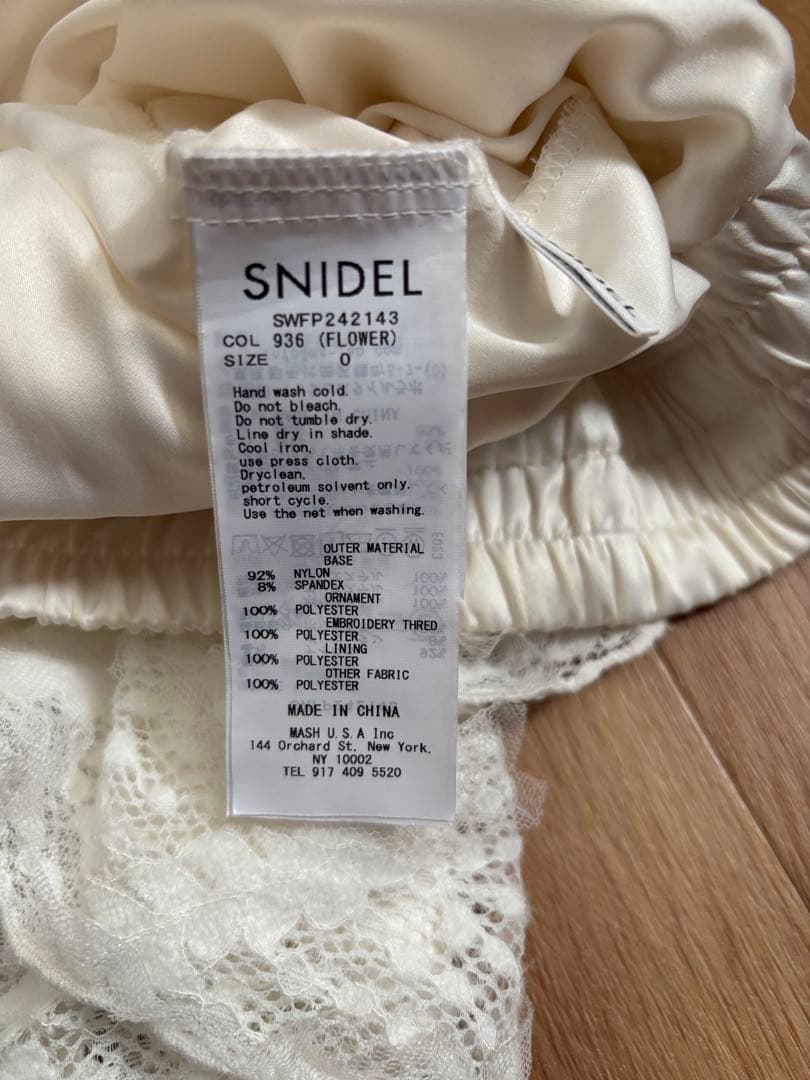 SNIDEL
SWFP242143
COL 936 (FLOWER)
SIZE 0
Hand wash cold.
Do not bleach.
Do not tumble dry.
Line dry in shade.
Cool iron,
use press cloth.
Dryclean,
petroleum solvent only.
short cycle.
Use the net when washing.
OUTER MATERIAL
BASE
92% NYLON
8% SPANDEX
ORNAMENT
100% POLYESTER
EMBROIDERY THRED
100% POLYESTER
LINING
100% POLYESTER
OTHER FABRIC
100% POLYESTER
MADE IN CHINA
MASH U.S.A Inc
144 Orchard St, New York,
NY 10002
TEL 917 409 5520